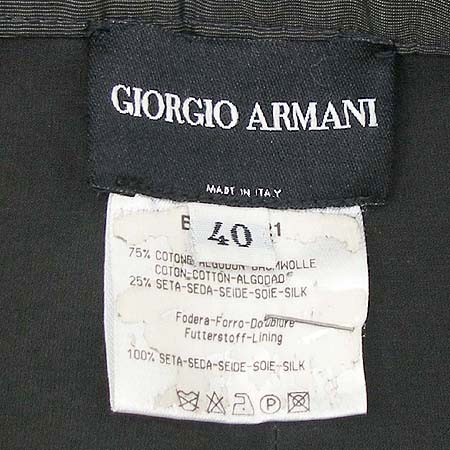 GIORGIO ARMANI
MADE IN ITALY
40
75% COTONE-ALGODON-BAUMWOLLE
COTON-COTTON-ALGODAO
25% SETA-SEDA-SEIDE-SOIE-SILK
Fodera-Forro-Doublure
Futterstoff-Lining
100% SETA-SEDA-SEIDE-SOIE-SILK